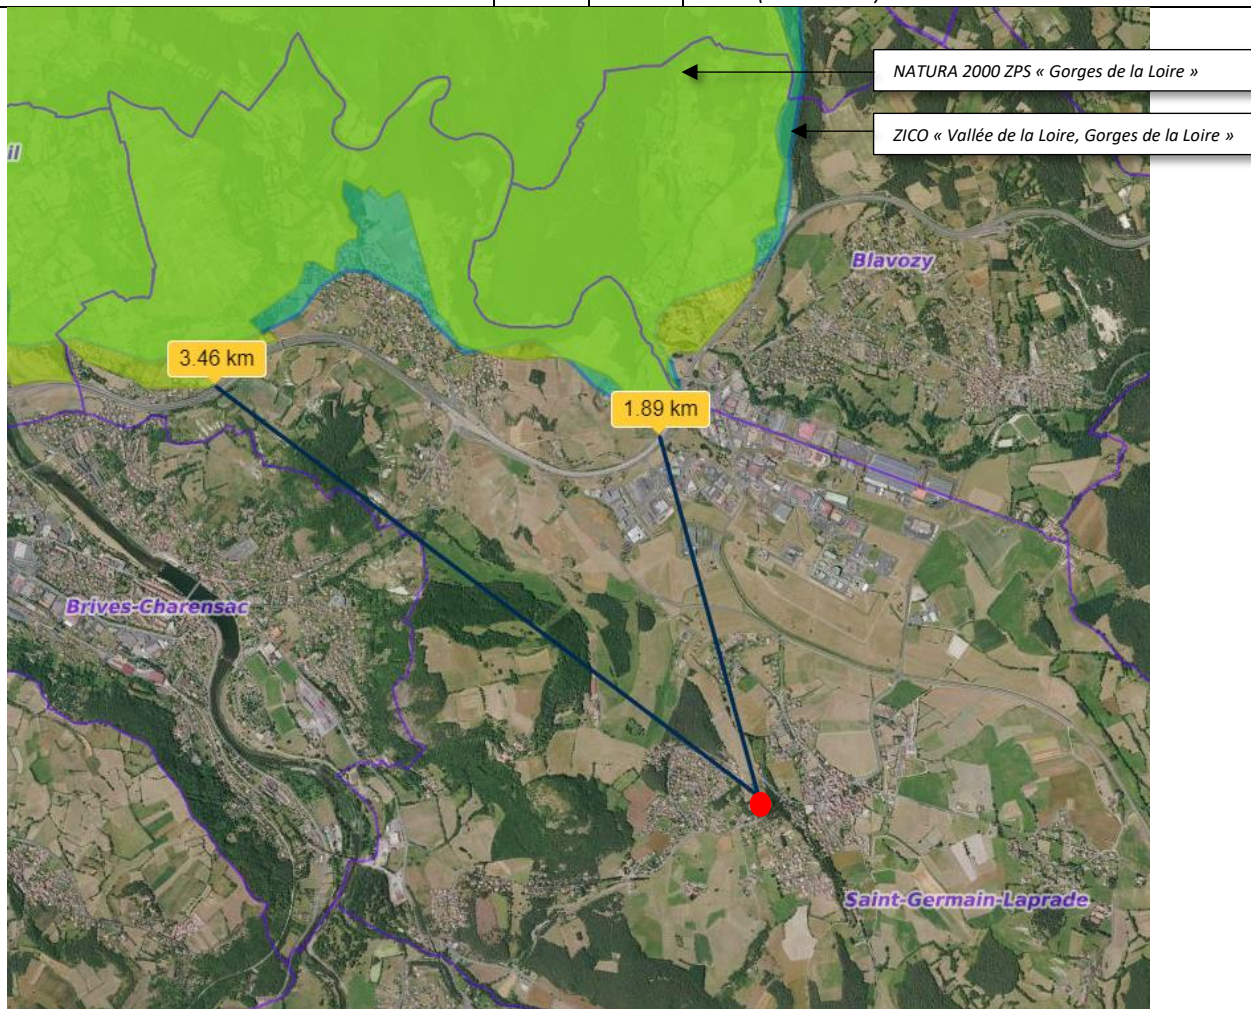 NATURA 2000 ZPS « Gorges de la Loire »
ZICO « Vallée de la Loire, Gorges de la Loire »
il
Blavozy
3.46 km
1.89 km
Brives-Charensac
Saint-Germain-Laprade